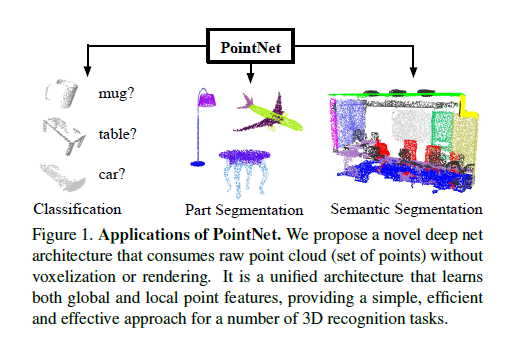 PointNet
mug?
table?
car?
Classification
Part Segmentation
Semantic Segmentation
Figure 1. Applications of PointNet. We propose a novel deep net
architecture that consumes raw point cloud (set of points) without
voxelization or rendering. It is a unified architecture that learns
both global and local point features, providing a simple, efficient
and effective approach for a number of 3D recognition tasks.